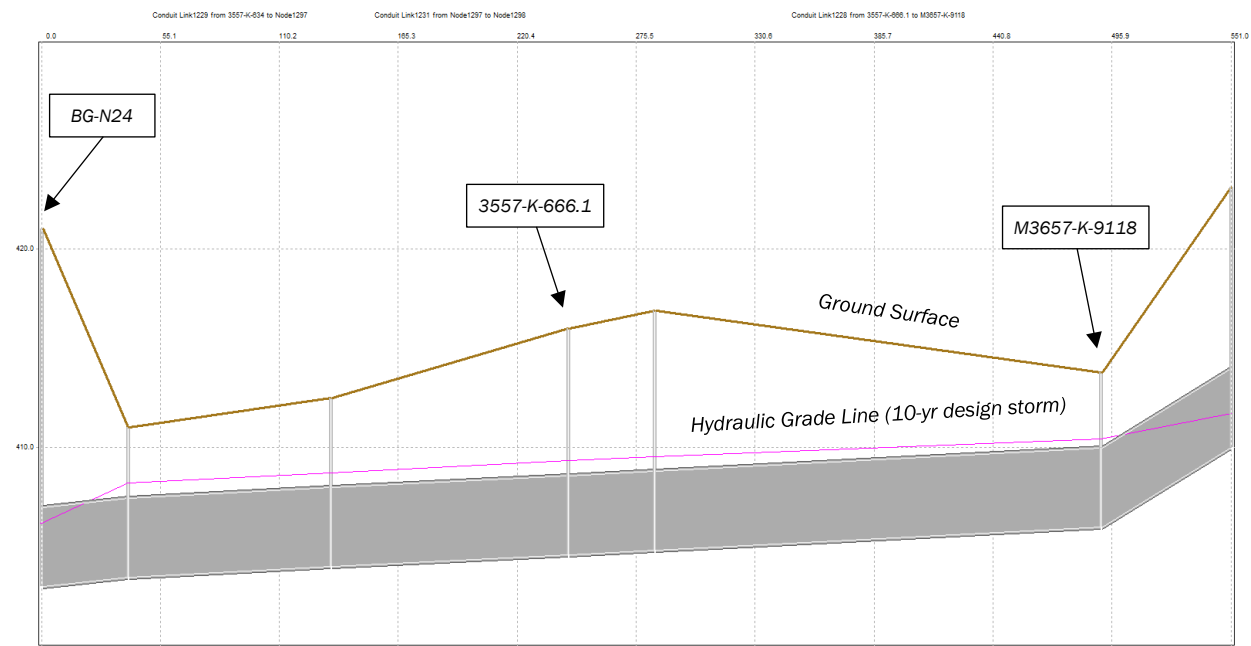 Conduit Link1229 from 3557-K-634 to Node1297
Conduit Link1231 from Node1297 to Node1298
Conduit Link1228 from 3557-K-666.1 to M3657-K-9118
0.0 55.1 110.2 165.3 220.4 275.5 330.6 385.7 440.8 495.9 551.0
BG-N24
3557-K-666.1
M3657-K-9118
420.0
Ground Surface
Hydraulic Grade Line (10-yr design storm)
410.0